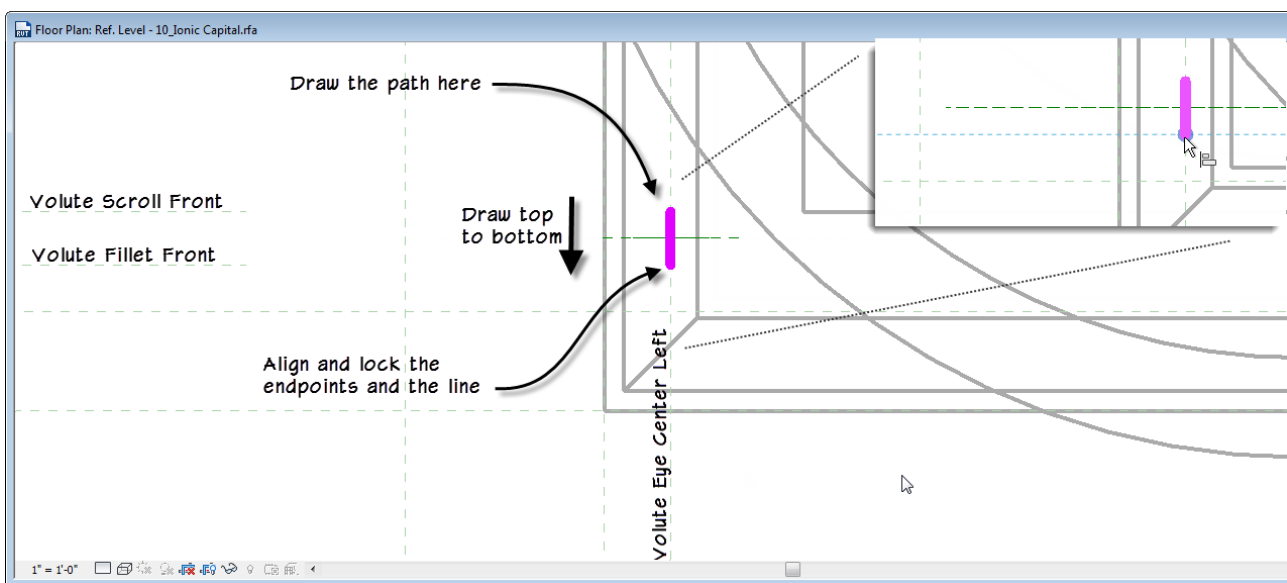 RVT Floor Plan: Ref. Level - 10_Ionic Capital.rfa
Draw the path here
Volute Scroll Front
Draw top
to bottom
Volute Fillet Front
Align and lock the
endpoints and the line
Volute Eye Center Left
1" = 1'-0"